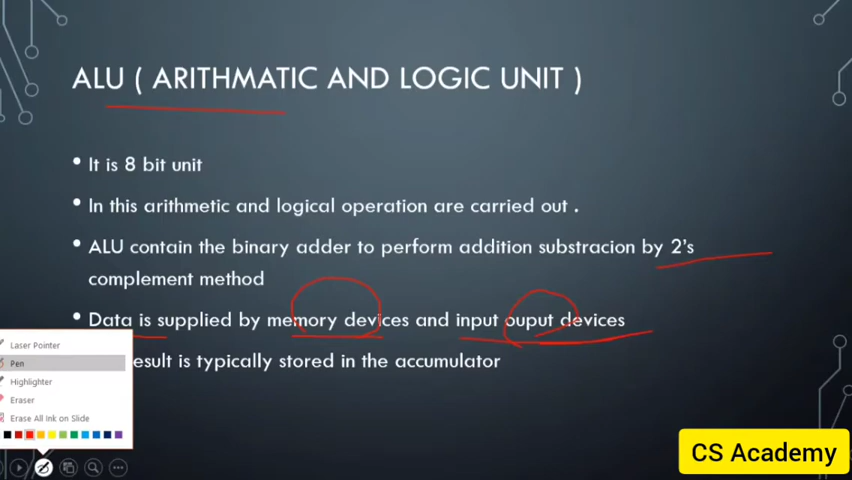 ALU ( ARITHMATIC AND LOGIC UNIT )
• It is 8 bit unit
• In this arithmetic and logical operation are carried out .
• ALU contain the binary adder to perform addition substracion by 2's
complement method
• Data is supplied by memory devices and input ouput devices
esult is typically stored in the accumulator
Laser Pointer
Pen
Highlighter
Eraser
Erase All Ink on Slide
CS Academy